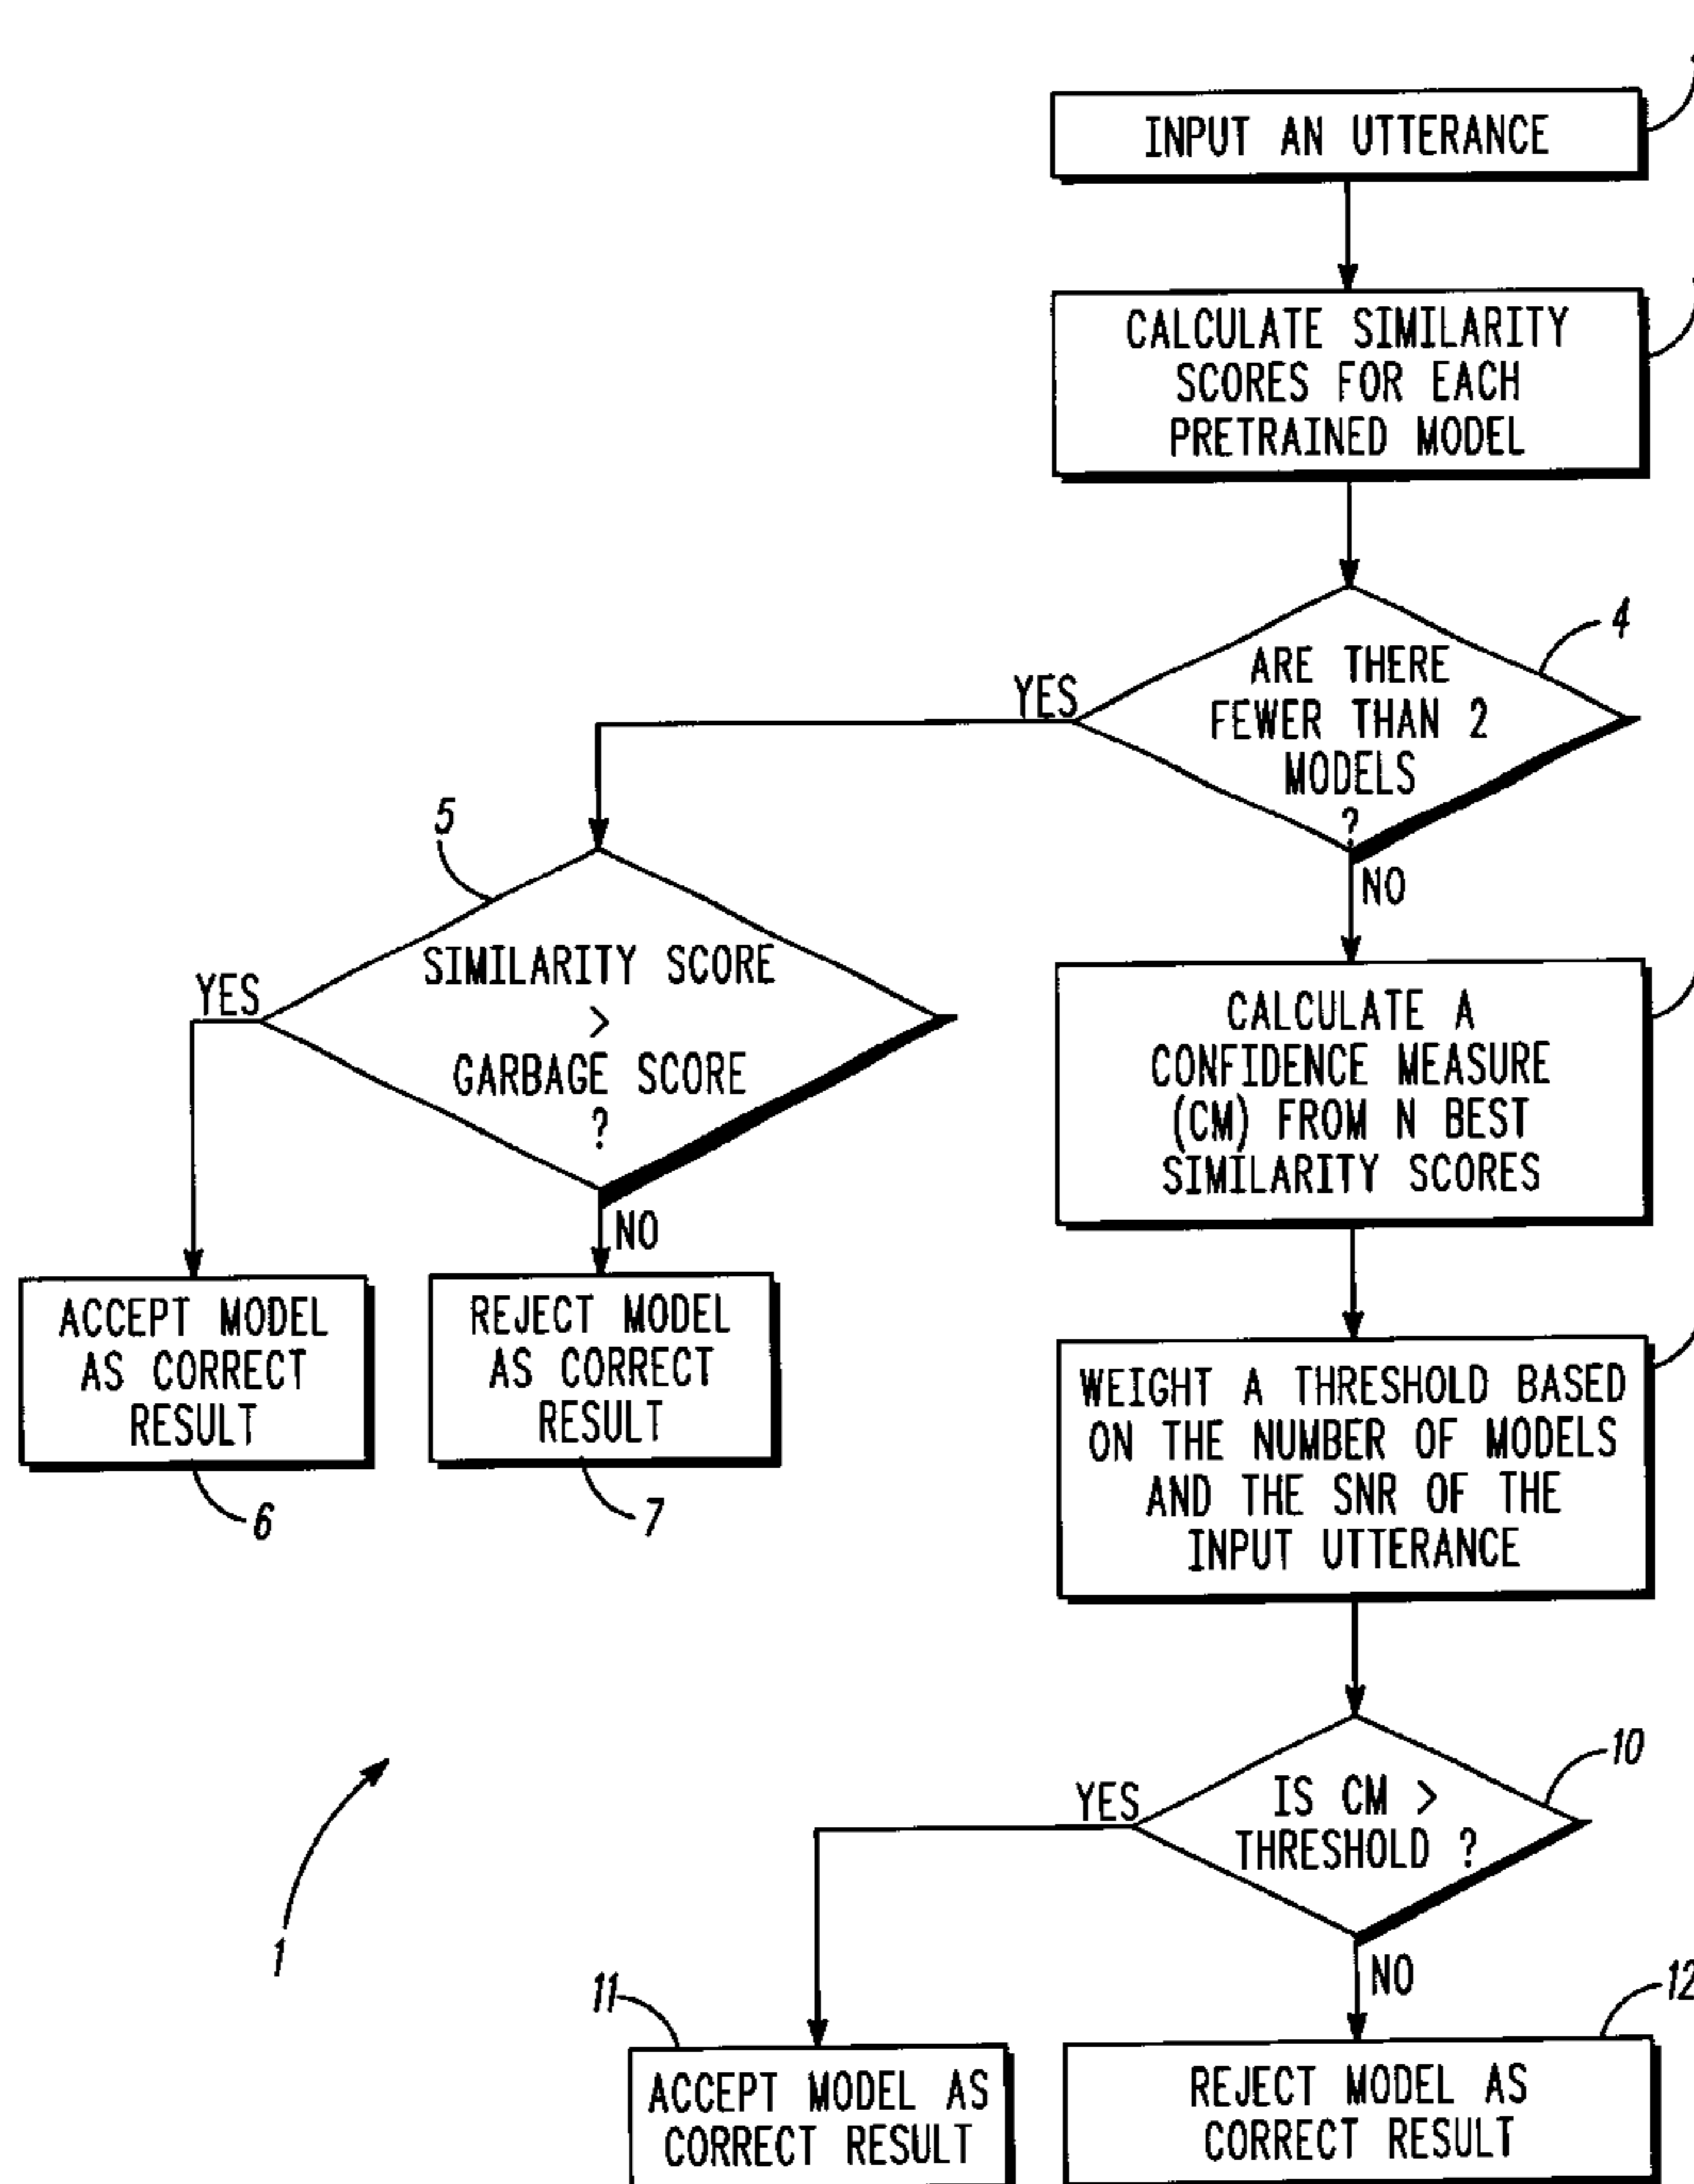 INPUT AN UTTERANCE
CALCULATE SIMILARITY
SCORES FOR EACH
PRETRAINED MODEL
4
ARE THERE
FEWER THAN 2
MODELS
?
YES
NO
5
SIMILARITY SCORE
>
GARBAGE SCORE
?
YES
NO
ACCEPT MODEL
AS CORRECT
RESULT
6
REJECT MODEL
AS CORRECT
RESULT
7
CALCULATE A
CONFIDENCE MEASURE
(CM) FROM N BEST
SIMILARITY SCORES
WEIGHT A THRESHOLD BASED
ON THE NUMBER OF MODELS
AND THE SNR OF THE
INPUT UTTERANCE
10
IS CM >
THRESHOLD ?
YES
NO
1
11
ACCEPT MODEL AS
CORRECT RESULT
12
REJECT MODEL AS
CORRECT RESULT